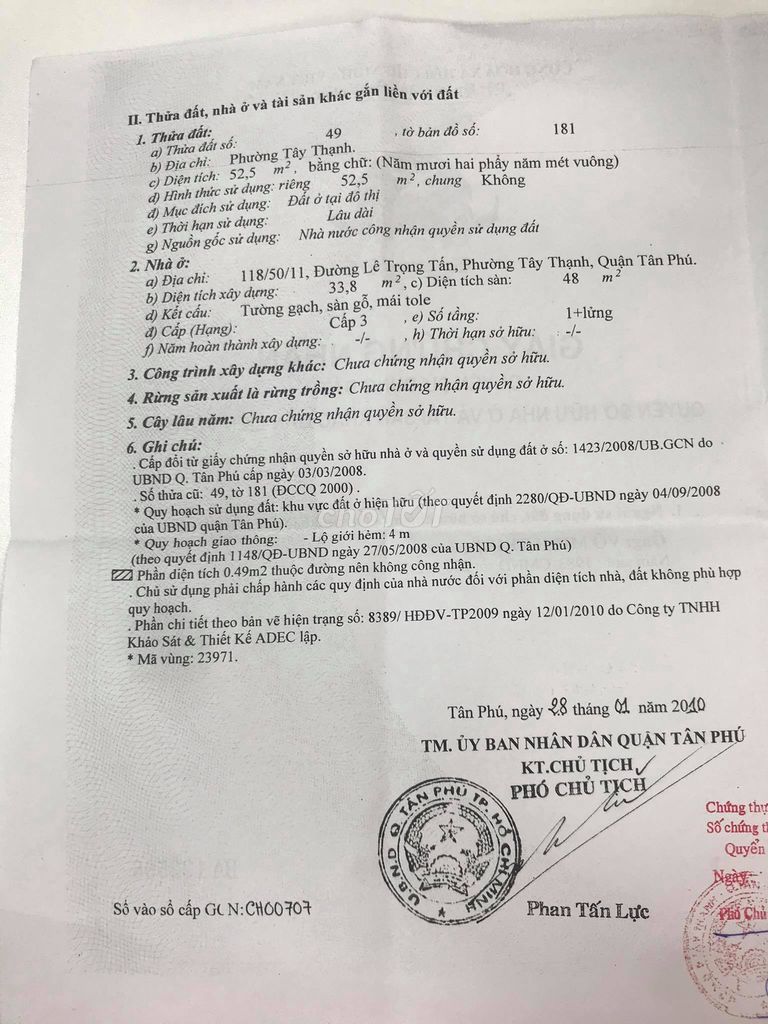 II. Thửa đất, nhà ở và tài sản khác gắn liền với đất
1. Thửa đất:
a) Thửa đất số: 49 , tờ bản đồ số: 181
b) Địa chỉ: Phường Tây Thạnh.
c) Diện tích: 52,5 m², bằng chữ: (Năm mươi hai phẩy năm mét vuông)
d) Hình thức sử dụng: riêng 52,5 m², chung Không
đ) Mục đích sử dụng: Đất ở tại đô thị
e) Thời hạn sử dụng: Lâu dài
g) Nguồn gốc sử dụng: Nhà nước công nhận quyền sử dụng đất
2. Nhà ở:
a) Địa chỉ: 118/50/11, Đường Lê Trọng Tấn, Phường Tây Thạnh, Quận Tân Phú.
b) Diện tích xây dựng: 33,8 m², c) Diện tích sàn: 48 m²
d) Kết cấu: Tường gạch, sàn gỗ, mái tole
đ) Cấp (Hạng): Cấp 3 , e) Số tầng: 1+lửng
f) Năm hoàn thành xây dựng: -/- , h) Thời hạn sở hữu: -/-
3. Công trình xây dựng khác: Chưa chứng nhận quyền sở hữu.
4. Rừng sản xuất là rừng trồng: Chưa chứng nhận quyền sở hữu.
5. Cây lâu năm: Chưa chứng nhận quyền sở hữu.
6. Ghi chú:
. Cấp đổi từ giấy chứng nhận quyền sở hữu nhà ở và quyền sử dụng đất ở số: 1423/2008/UB.GCN do
UBND Q. Tân Phú cấp ngày 03/03/2008.
. Số thửa cũ: 49, tờ 181 (ĐCCQ 2000) .
* Quy hoạch sử dụng đất: khu vực đất ở hiện hữu (theo quyết định 2280/QĐ-UBND ngày 04/09/2008
của UBND quận Tân Phú).
* Quy hoạch giao thông: - Lộ giới hẻm: 4 m
(theo quyết định 1148/QĐ-UBND ngày 27/05/2008 của UBND Q. Tân Phú)
Phần diện tích 0.49m2 thuộc đường nên không công nhận.
. Chủ sử dụng phải chấp hành các quy định của nhà nước đối với phần diện tích nhà, đất không phù hợp
quy hoạch.
. Phần chi tiết theo bản vẽ hiện trạng số: 8389/ HĐĐV-TP2009 ngày 12/01/2010 do Công ty TNHH
Khảo Sát & Thiết Kế ADEC lập.
* Mã vùng: 23971.
chợ tốt
Tân Phú, ngày 28 tháng 01 năm 2010
TM. ỦY BAN NHÂN DÂN QUẬN TÂN PHÚ
KT.CHỦ TỊCH
PHÓ CHỦ TỊCH
U.B.N.D Q. TÂN PHÚ TP. HỒ CHÍ MINH
Phan Tấn Lực
Số vào sổ cấp GCN: CH00707
Chứng thự
Số chứng t
Quyển
Ngày
Phó Chủ